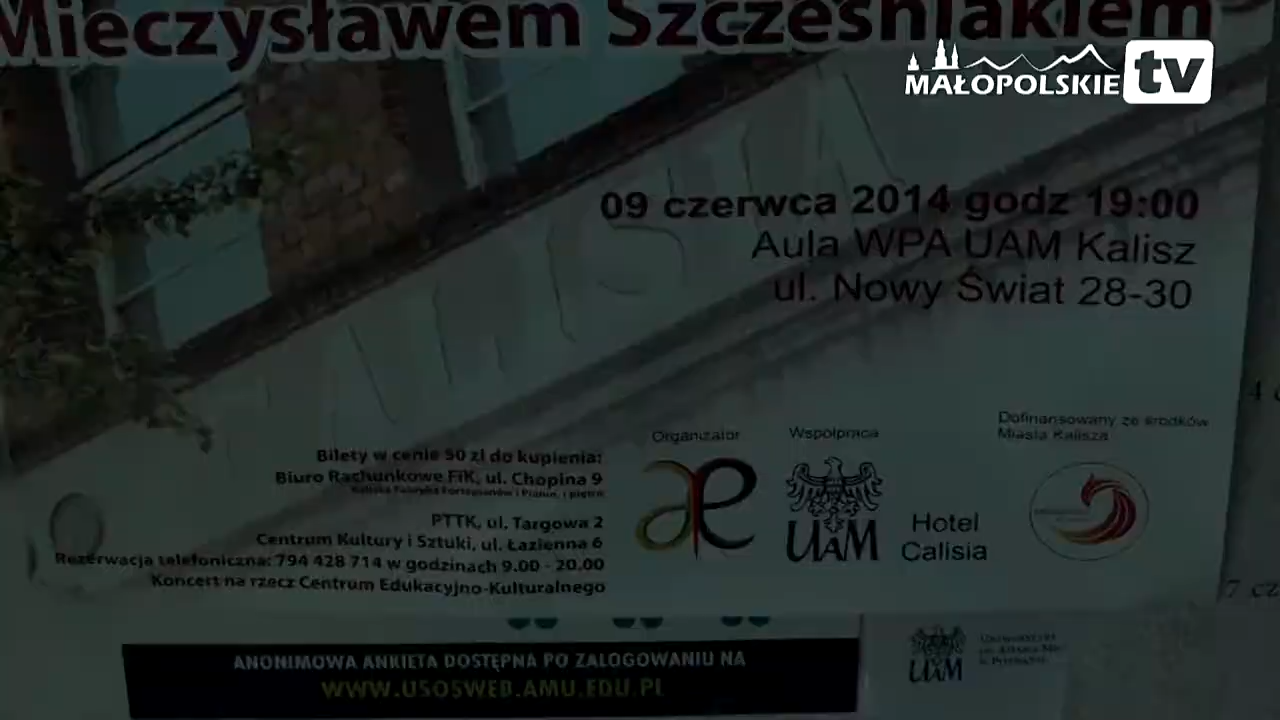 Mieczysławem Szcześniakiem
MAŁOPOLSKIE tv
09 czerwca 2014 godz 19:00
Aula WPA UAM Kalisz
ul. Nowy Świat 28-30
Organizator
Współpraca
Dofinansowany ze środków
Miasta Kalisza
Bilety w cenie 50 zł do kupienia:
Biuro Rachunkowe FiK, ul. Chopina 9
PTTK, ul. Targowa 2
Centrum Kultury i Sztuki, ul. Łazienna 6
Rezerwacja telefoniczna: 794 428 714 w godzinach 9.00 - 20.00
Koncert na rzecz Centrum Edukacyjno-Kulturalnego
æ
UAM
Hotel
Calisia
ANONIMOWA ANKIETA DOSTĘPNA PO ZALOGOWANIU NA
WWW.USOSWEB.AMU.EDU.PL
UAM